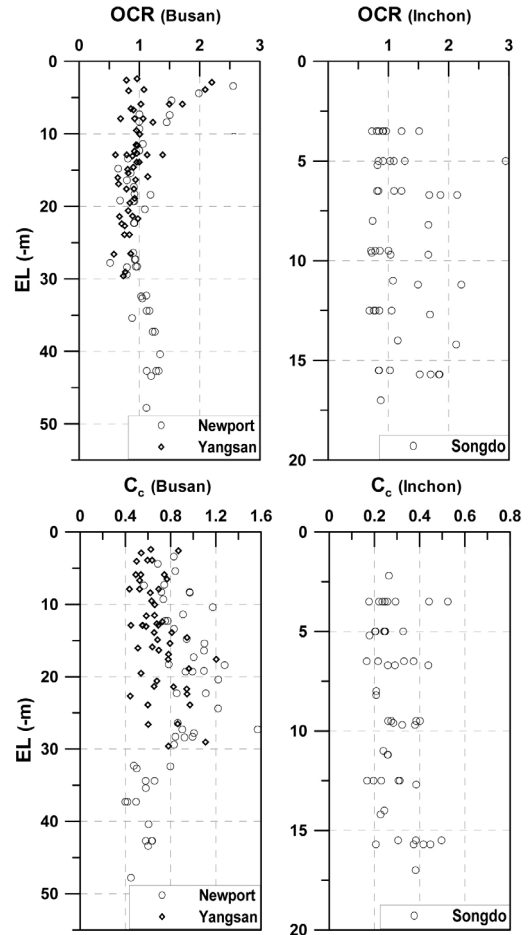 OCR (Busan)
OCR (Inchon)
0 1 2 3
0 1 2 3
0
10
20
30
40
50
EL (-m)
Newport
Yangsan
0
5
10
15
20
Songdo
Cc (Busan)
Cc (Inchon)
0 0.4 0.8 1.2 1.6
0 0.2 0.4 0.6 0.8
0
10
20
30
40
50
EL (-m)
Newport
Yangsan
0
5
10
15
20
Songdo